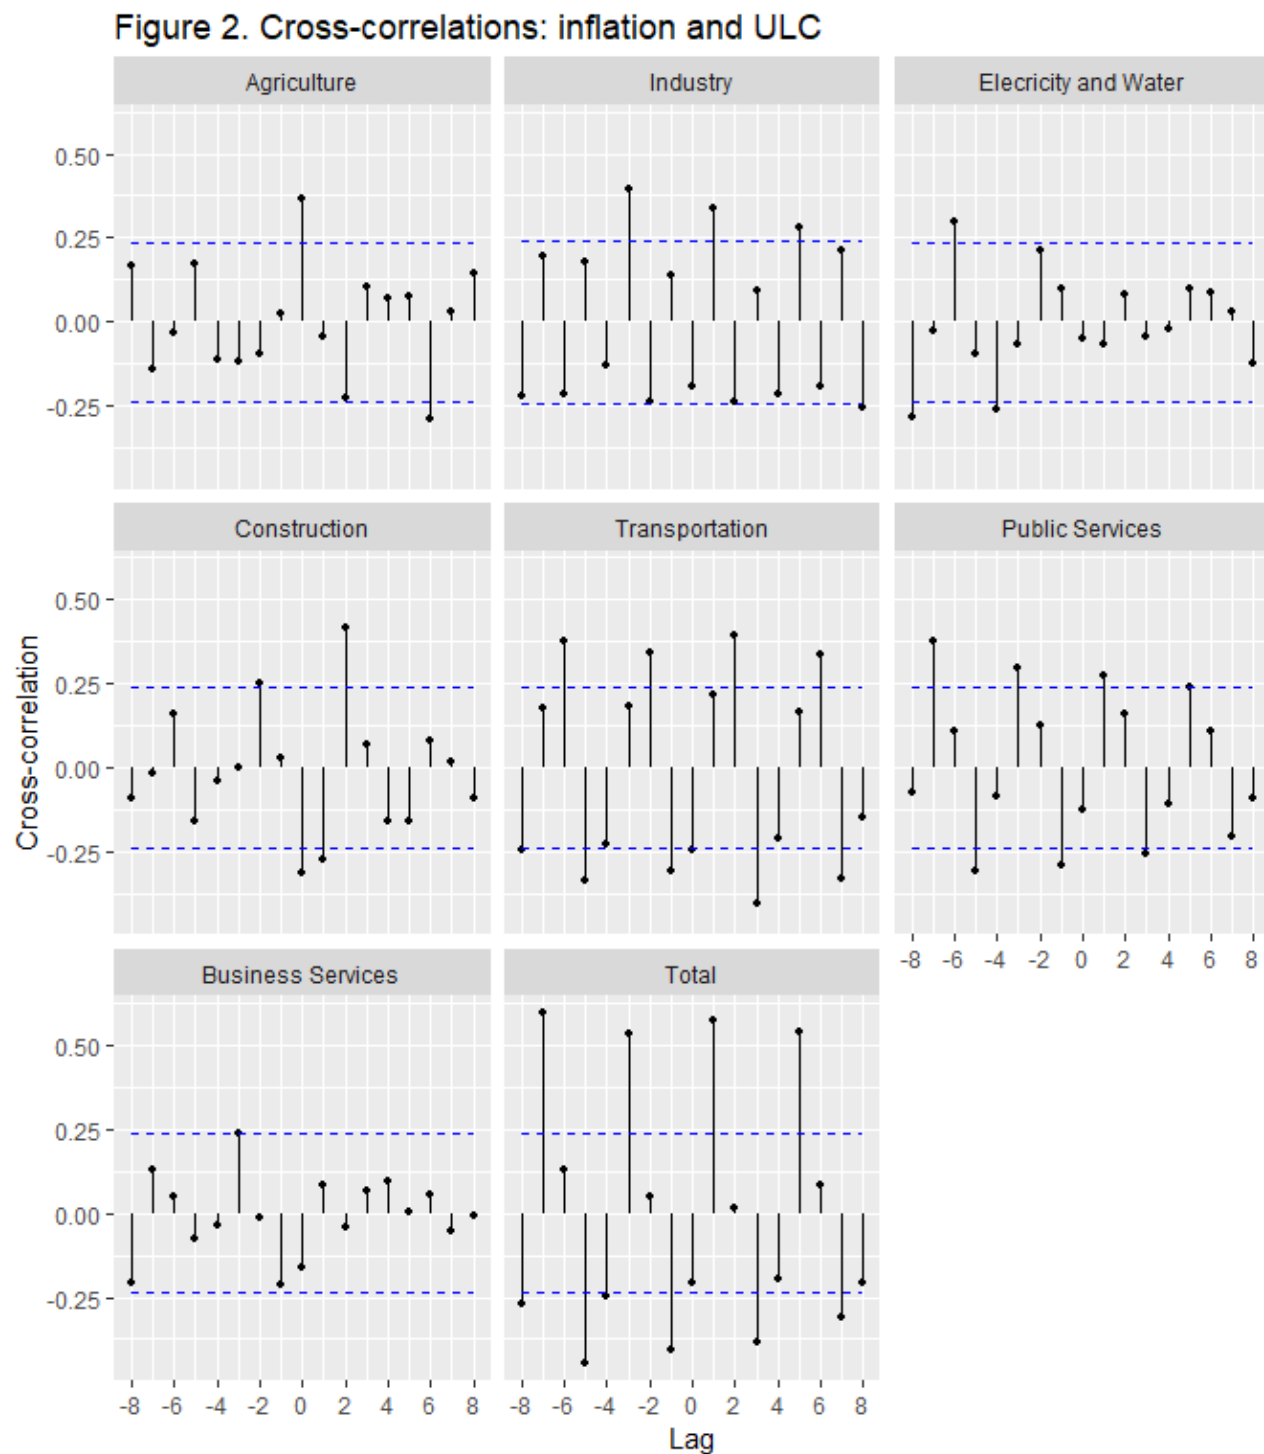 Figure 2. Cross-correlations: inflation and ULC
Agriculture
Industry
Elecricity and Water
0.50
0.25
0.00
-0.25
Construction
Transportation
Public Services
0.50
0.25
0.00
-0.25
Cross-correlation
-8 -6 -4 -2 0 2 4 6 8
Business Services
Total
0.50
0.25
0.00
-0.25
-8 -6 -4 -2 0 2 4 6 8
-8 -6 -4 -2 0 2 4 6 8
Lag